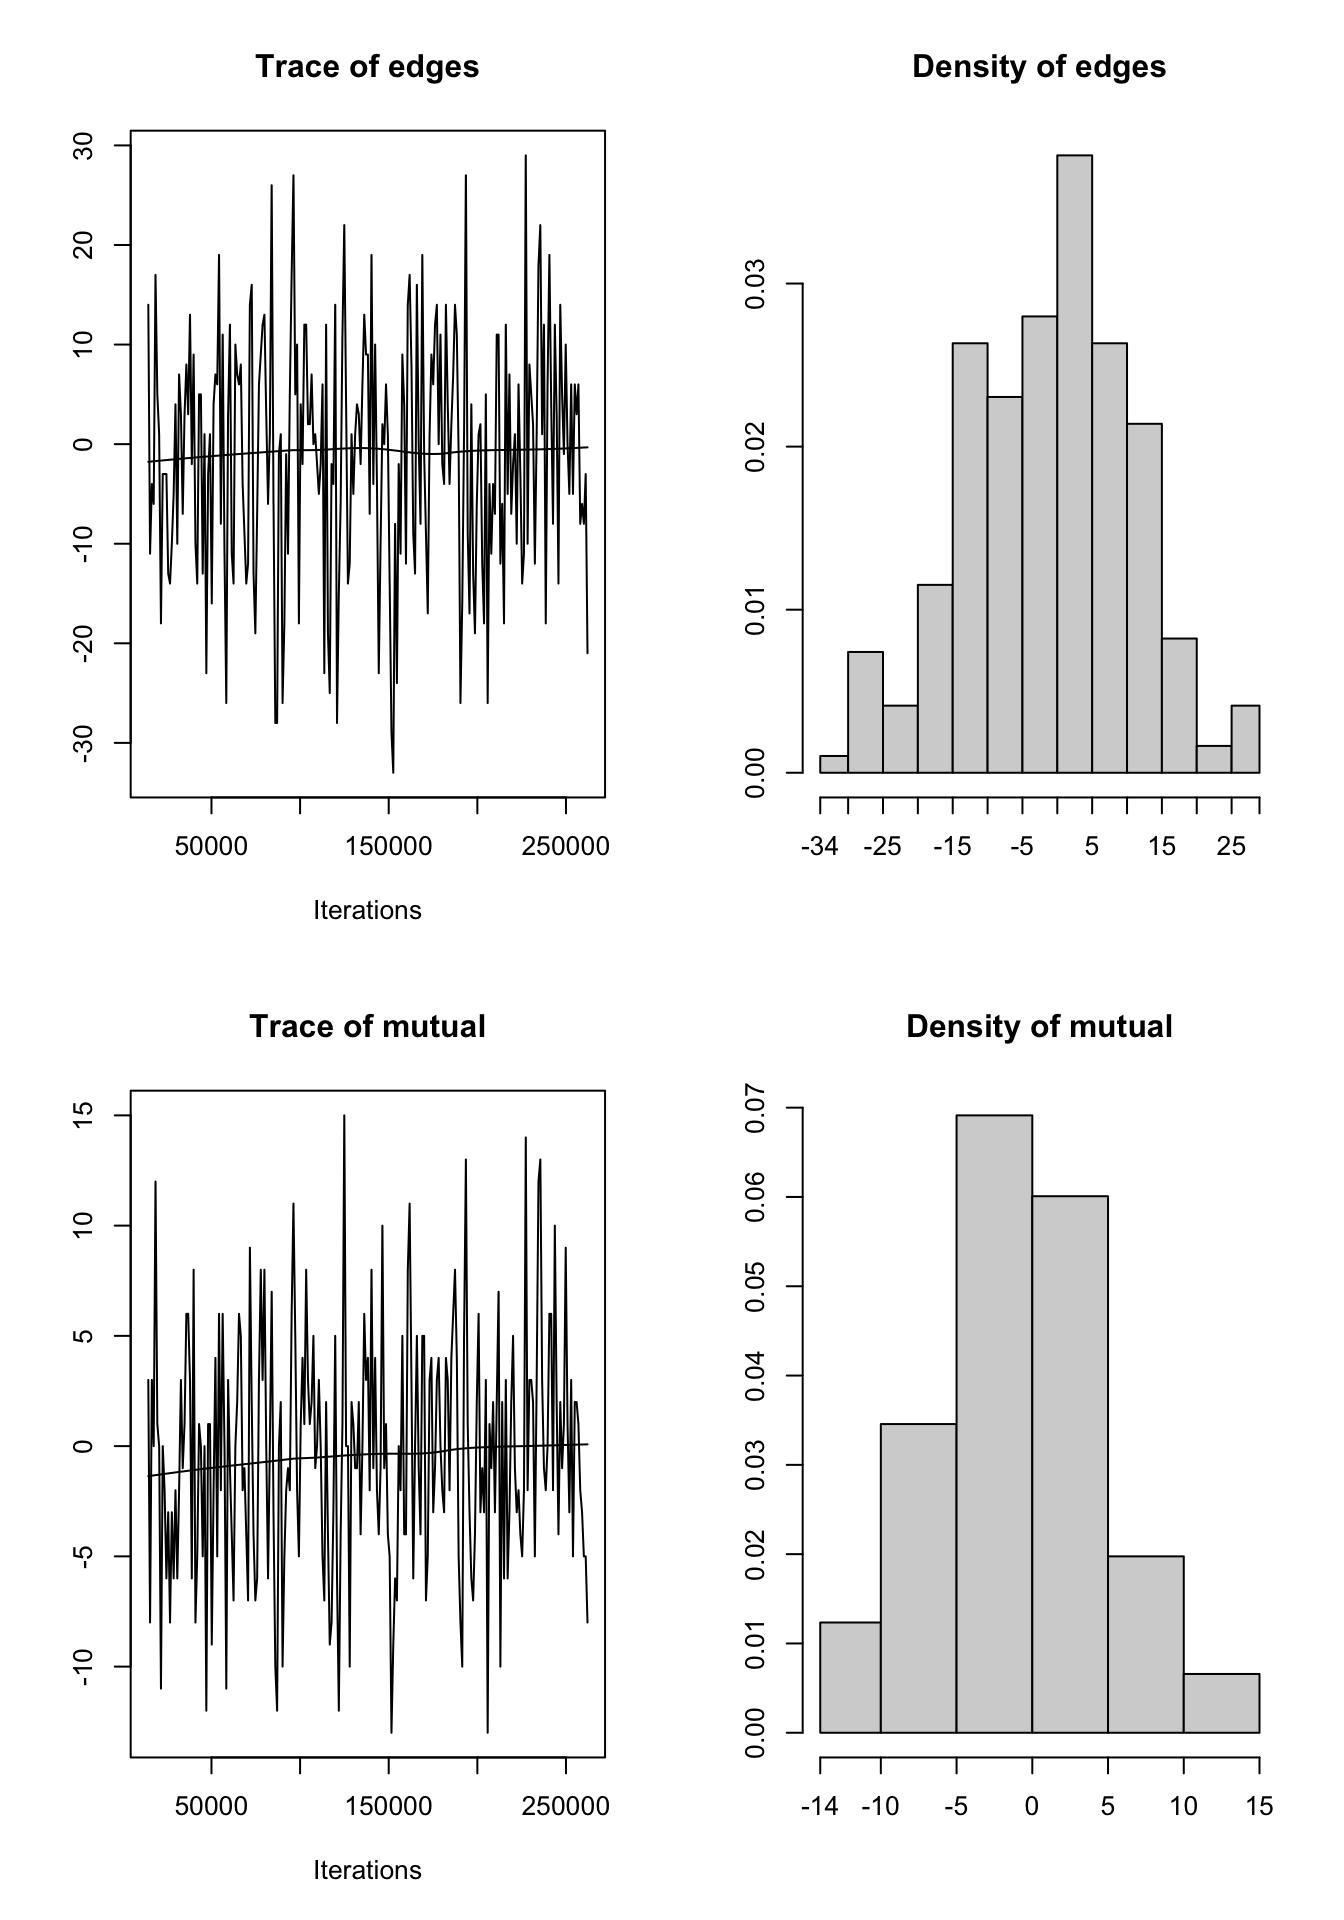 Trace of edges
30
20
10
0
-10
-20
-30
50000 150000 250000
Iterations
Density of edges
0.03
0.02
0.01
0.00
-34 -25 -15 -5 5 15 25
Trace of mutual
15
10
5
0
-5
-10
50000 150000 250000
Iterations
Density of mutual
0.07
0.06
0.05
0.04
0.03
0.02
0.01
0.00
-14 -10 -5 0 5 10 15